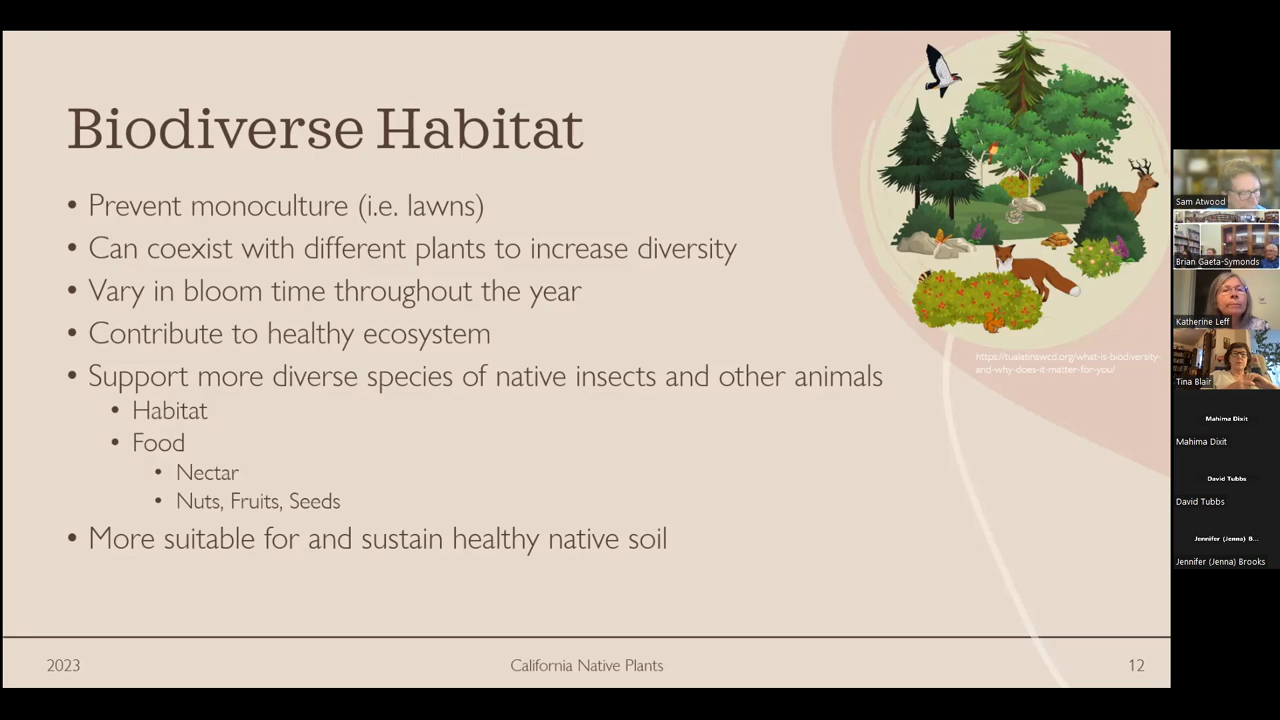 Biodiverse Habitat
• Prevent monoculture (i.e. lawns)
• Can coexist with different plants to increase diversity
• Vary in bloom time throughout the year
• Contribute to healthy ecosystem
• Support more diverse species of native insects and other animals
• Habitat
• Food
• Nectar
• Nuts, Fruits, Seeds
• More suitable for and sustain healthy native soil
https://tualatinswcd.org/what-is-biodiversity-
and-why-does-it-matter-for-you/
2023
California Native Plants
12
Sam Atwood
Brian Gaeta-Symonds
Katherine Leff
Tina Blair
Mahima Dixit
Mahima Dixit
David Tubbs
David Tubbs
Jennifer (Jenna) B...
Jennifer (Jenna) Brooks